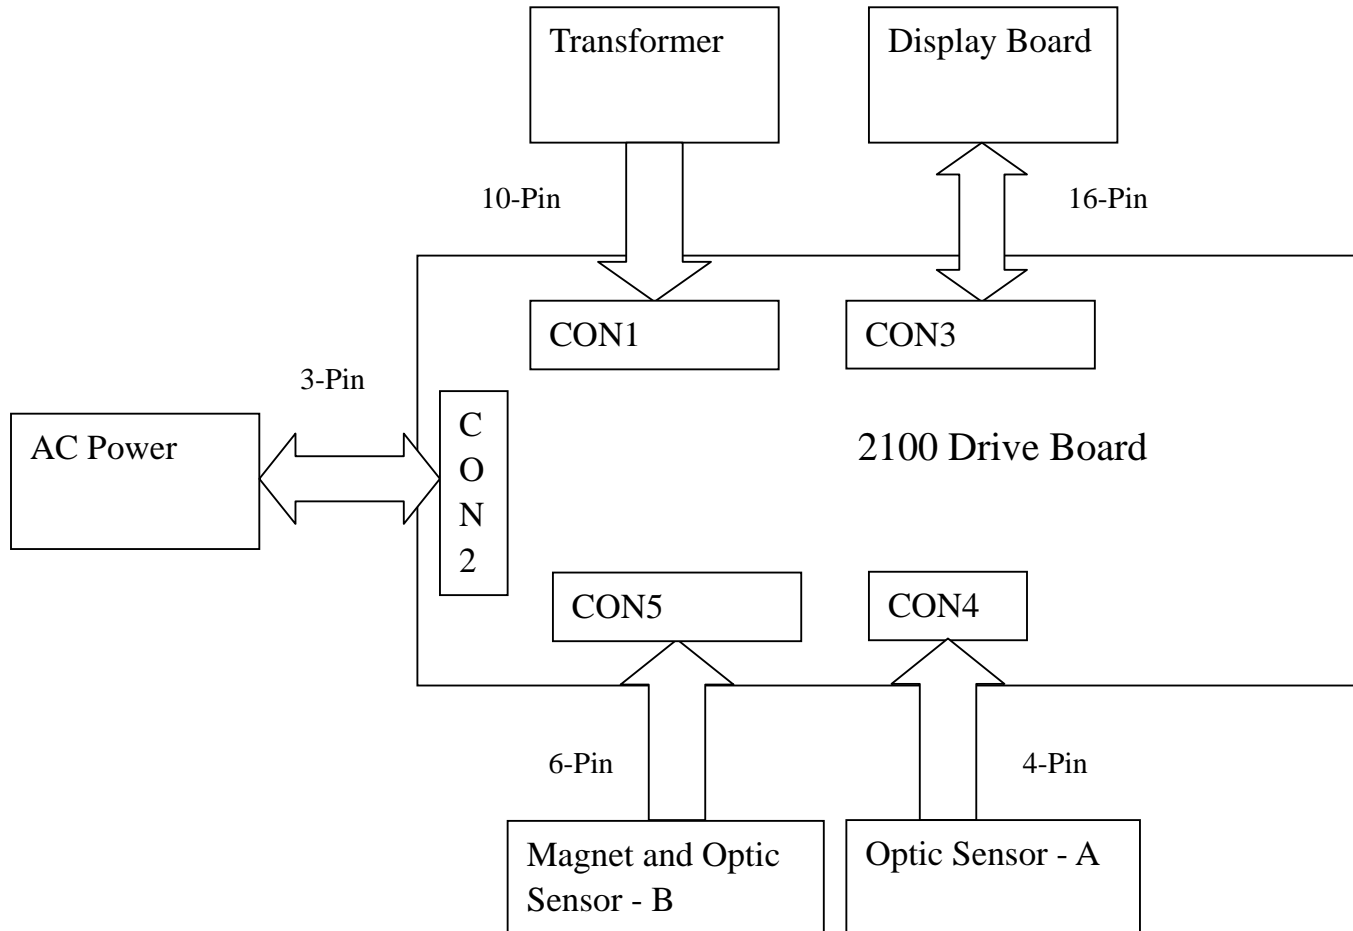 Transformer
Display Board
10-Pin
16-Pin
CON1
CON3
3-Pin
AC Power
C
O
N
2
2100 Drive Board
CON5
CON4
6-Pin
4-Pin
Magnet and Optic
Sensor - B
Optic Sensor - A